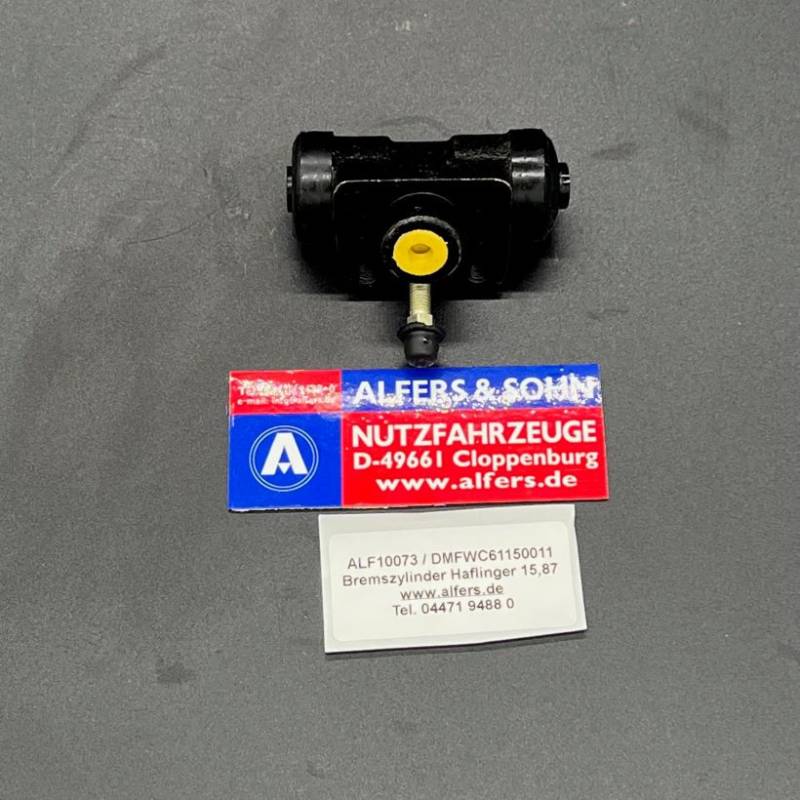 ALFERS & SOHN
A
NUTZFAHRZEUGE
D-49661 Cloppenburg
www.alfers.de
ALF10073 / DMFWC61150011
Bremszylinder Haflinger 15,87
www.alfers.de
Tel. 04471 9488 0